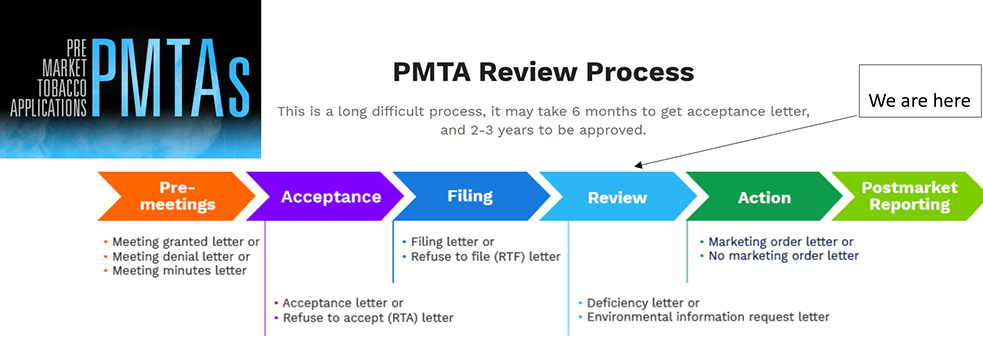 PRE
MARKET
TOBACCO
APPLICATIONS
PMTAs
PMTA Review Process
This is a long difficult process, it may take 6 months to get acceptance letter,
and 2-3 years to be approved.
We are here
Pre-
meetings
Acceptance
Filing
Review
Action
Postmarket
Reporting
• Meeting granted letter or
• Meeting denial letter or
• Meeting minutes letter
• Acceptance letter or
• Refuse to accept (RTA) letter
• Filing letter or
• Refuse to file (RTF) letter
• Deficiency letter or
• Environmental information request letter
• Marketing order letter or
• No marketing order letter